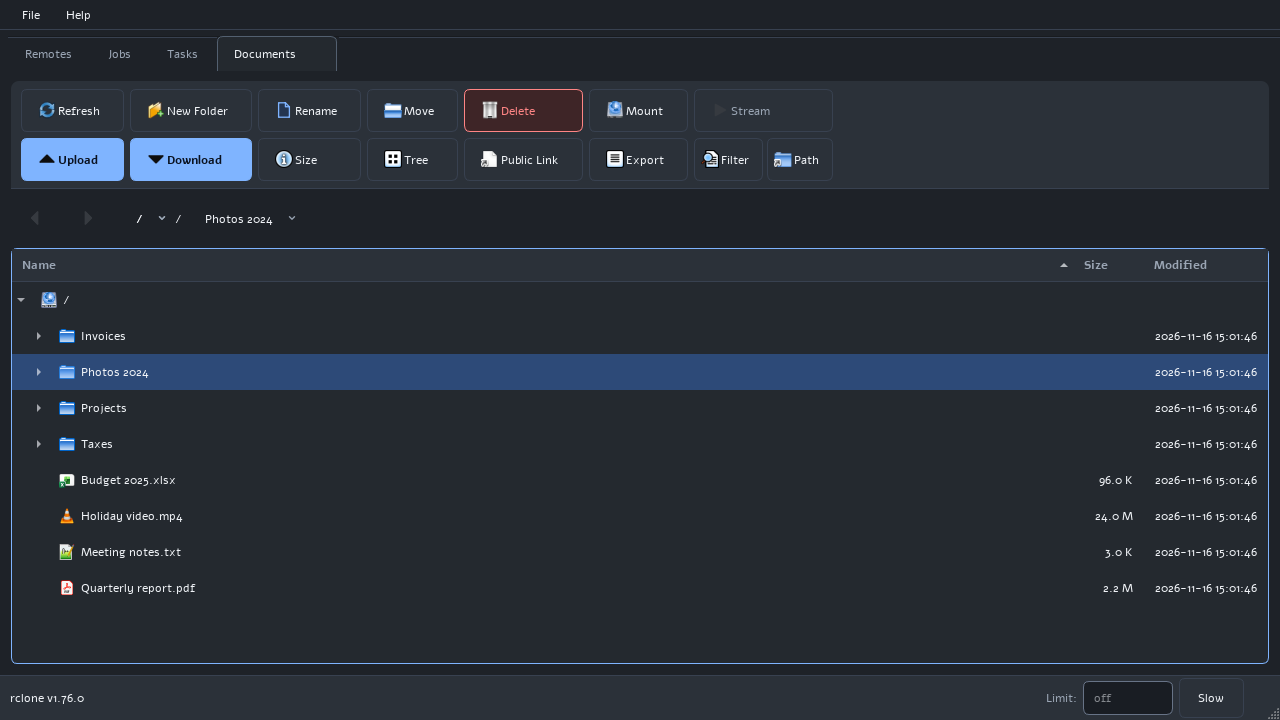 File Help
Remotes Jobs Tasks Documents
Refresh New Folder Rename Move Delete Mount Stream
Upload Download Size Tree Public Link Export Filter Path
/ / Photos 2024
Name Size Modified
/
Invoices 2026-11-16 15:01:46
Photos 2024 2026-11-16 15:01:46
Projects 2026-11-16 15:01:46
Taxes 2026-11-16 15:01:46
Budget 2025.xlsx 96.0 K 2026-11-16 15:01:46
Holiday video.mp4 24.0 M 2026-11-16 15:01:46
Meeting notes.txt 3.0 K 2026-11-16 15:01:46
Quarterly report.pdf 2.2 M 2026-11-16 15:01:46
rclone v1.76.0 Limit: off Slow